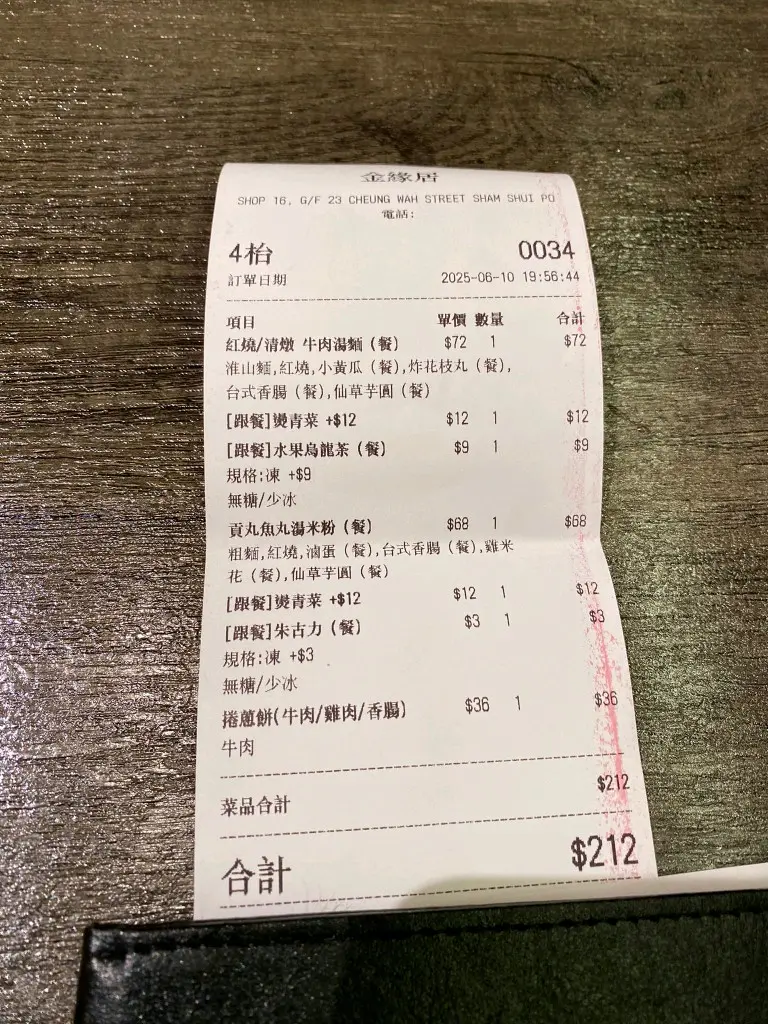 金緣居
SHOP 16, G/F 23 CHEUNG WAH STREET SHAM SHUI PO
電話:
4枱 0034
訂單日期 2025-06-10 19:56:44
項目 單價 數量 合計
紅燒/清燉 牛肉湯麵（餐） $72 1 $72
淮山麵,紅燒,小黃瓜（餐）,炸花枝丸（餐）,
台式香腸（餐）,仙草芋圓（餐）
[跟餐]燙青菜 +$12 $12 1 $12
[跟餐]水果烏龍茶（餐） $9 1 $9
規格:凍 +$9
無糖/少冰
貢丸魚丸湯米粉（餐） $68 1 $68
粗麵,紅燒,滷蛋（餐）,台式香腸（餐）,雞米
花（餐）,仙草芋圓（餐）
[跟餐]燙青菜 +$12 $12 1 $12
[跟餐]朱古力（餐） $3 1 $3
規格:凍 +$3
無糖/少冰
捲蔥餅(牛肉/雞肉/香腸) $36 1 $36
牛肉
菜品合計 $212
合計 $212